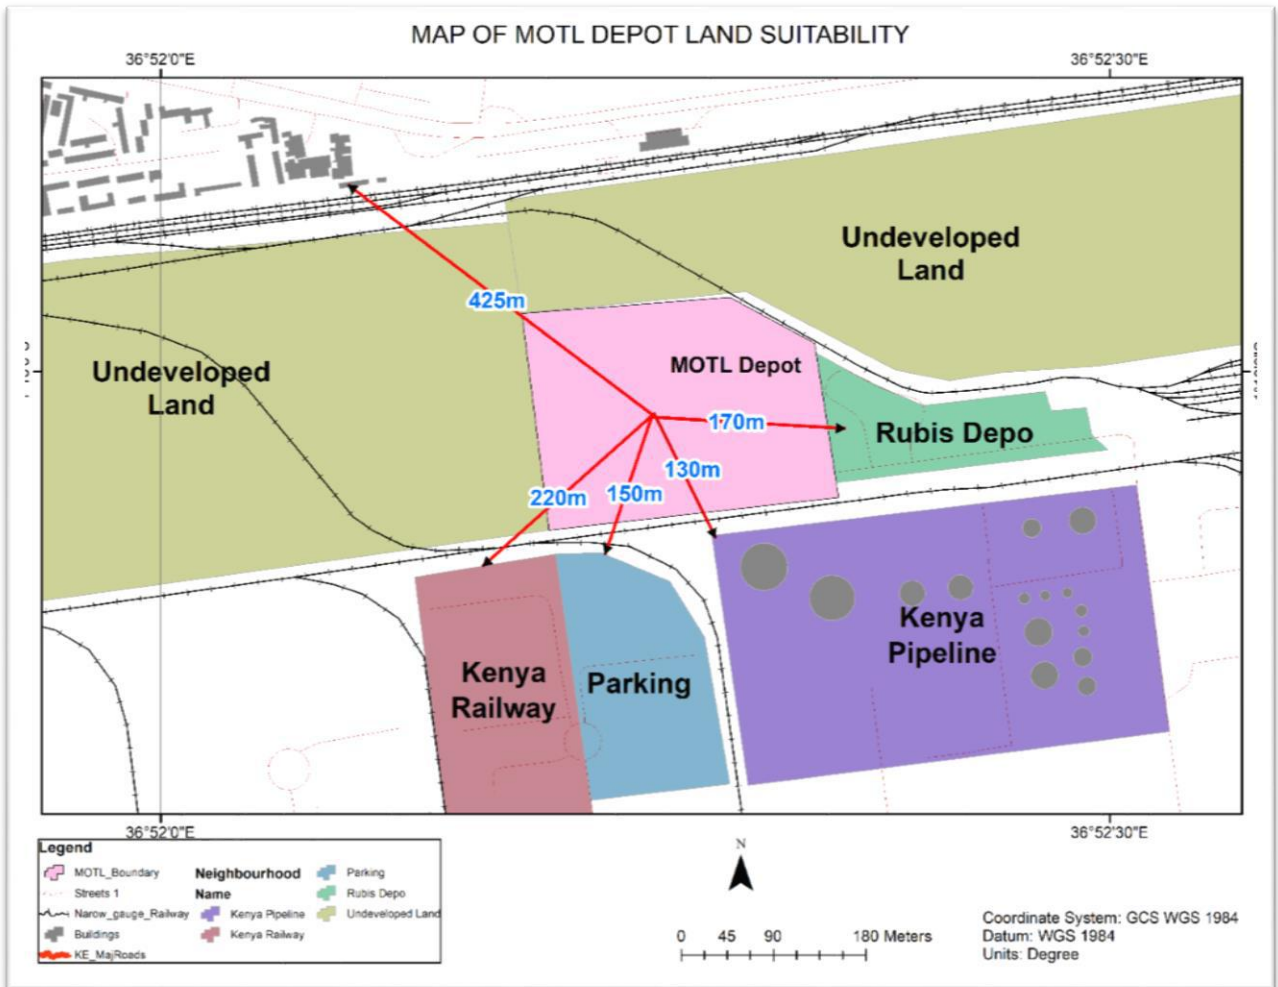 MAP OF MOTL DEPOT LAND SUITABILITY
36°52'0"E
36°52'30"E
Undeveloped
Land
425m
MOTL Depot
Undeveloped
Land
170m
Rubis Depo
130m
220m
150m
Kenya
Pipeline
Kenya
Railway
Parking
36°52'0"E
36°52'30"E
Legend
MOTL_Boundary
Streets 1
Narow_gauge_Railway
Buildings
KE_MajRoads
Neighbourhood
Name
Kenya Pipeline
Kenya Railway
Parking
Rubis Depo
Undeveloped Land
N
0 45 90 180 Meters
Coordinate System: GCS WGS 1984
Datum: WGS 1984
Units: Degree